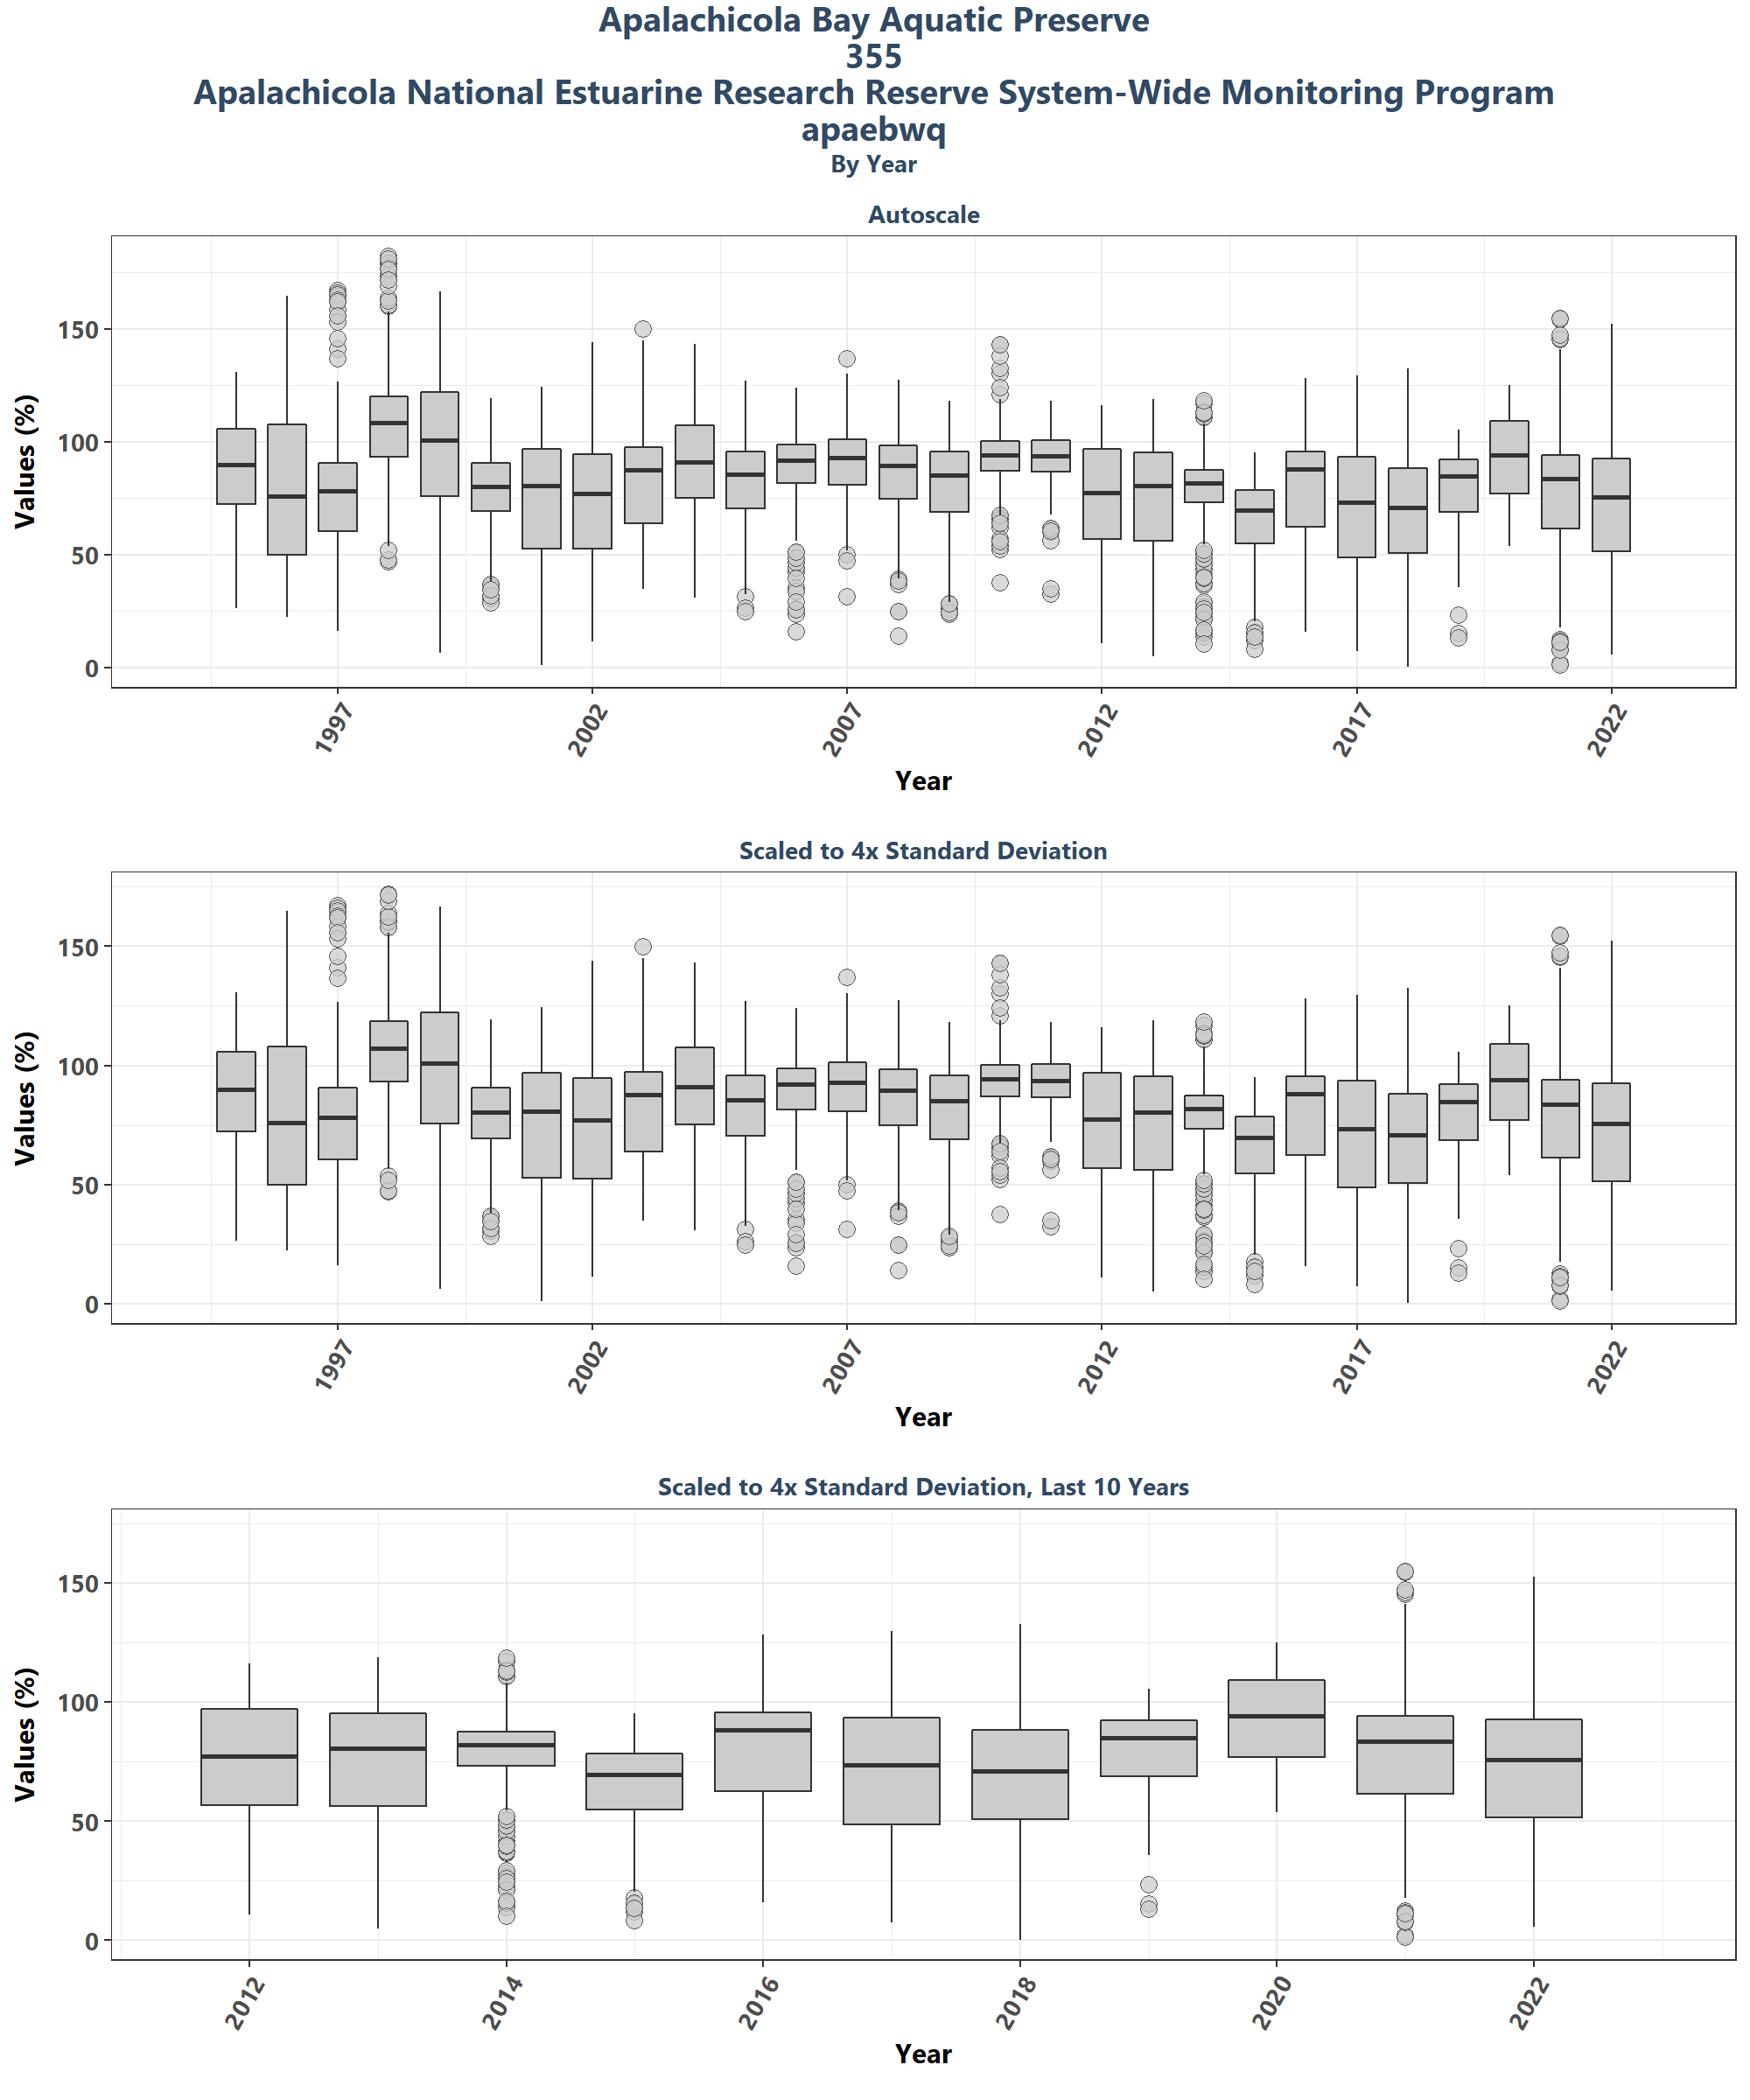 Apalachicola Bay Aquatic Preserve
355
Apalachicola National Estuarine Research Reserve System-Wide Monitoring Program
apaebwq
By Year
Autoscale
Values (%)
150
100
50
0
1997
2002
2007
2012
2017
2022
Year
Scaled to 4x Standard Deviation
Values (%)
150
100
50
0
1997
2002
2007
2012
2017
2022
Year
Scaled to 4x Standard Deviation, Last 10 Years
Values (%)
150
100
50
0
2012
2014
2016
2018
2020
2022
Year